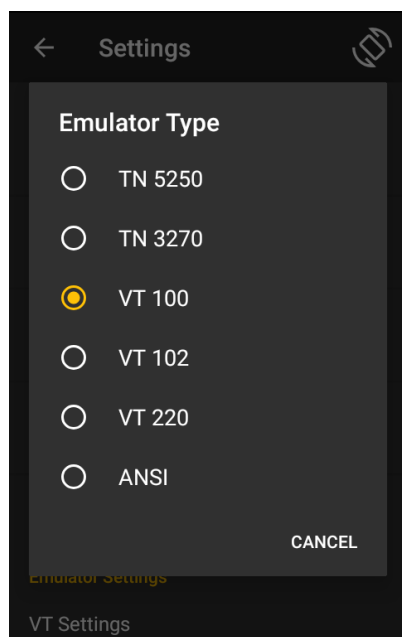 Settings
Emulator Type
TN 5250
TN 3270
VT 100
VT 102
VT 220
ANSI
CANCEL
Emulator Settings
VT Settings